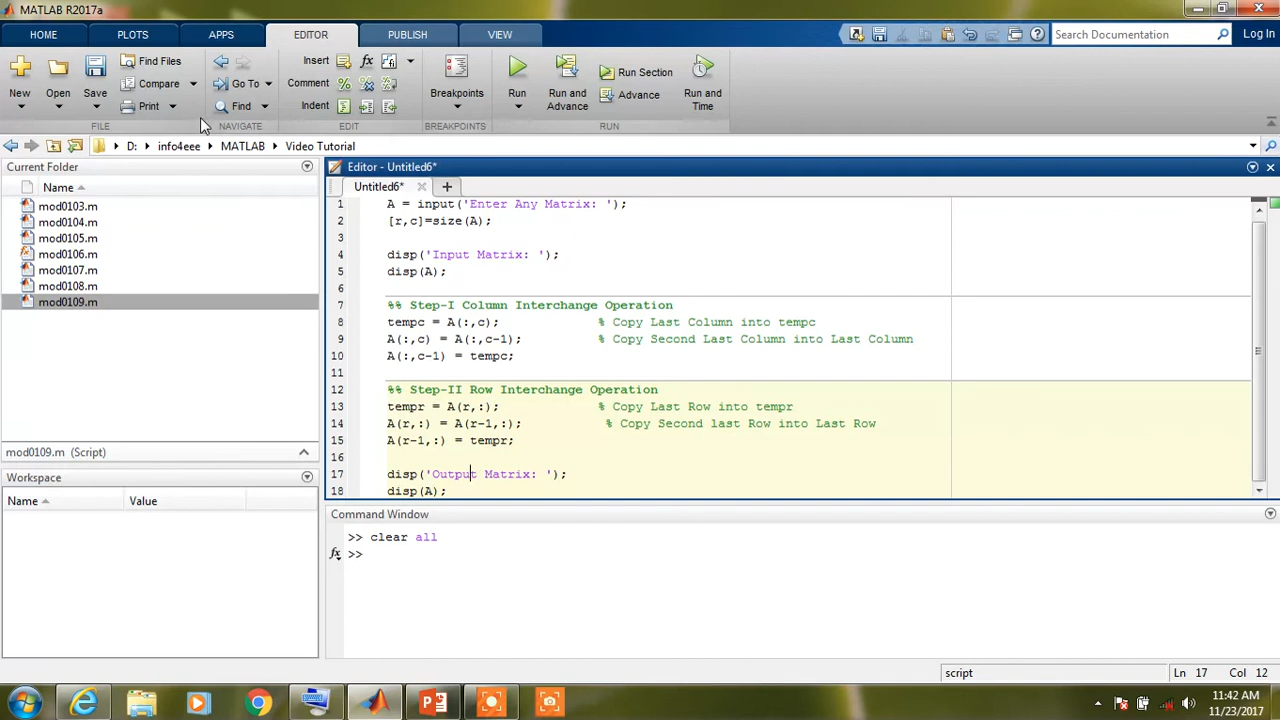 MATLAB R2017a
HOME PLOTS APPS EDITOR PUBLISH VIEW Search Documentation Log In
New Open Save Find Files Compare Print
Go To Find
Insert fx
Comment %
Indent
Breakpoints
Run Run and Advance Run Section Advance Run and Time
FILE NAVIGATE EDIT BREAKPOINTS RUN
D: info4eee MATLAB Video Tutorial
Current Folder
Name
mod0103.m
mod0104.m
mod0105.m
mod0106.m
mod0107.m
mod0108.m
mod0109.m
mod0109.m (Script)
Workspace
Name Value
Editor - Untitled6*
Untitled6*
1 A = input('Enter Any Matrix: ');
2 [r,c]=size(A);
3
4 disp('Input Matrix: ');
5 disp(A);
6
7 %% Step-I Column Interchange Operation
8 tempc = A(:,c); % Copy Last Column into tempc
9 A(:,c) = A(:,c-1); % Copy Second Last Column into Last Column
10 A(:,c-1) = tempc;
11
12 %% Step-II Row Interchange Operation
13 tempr = A(r,:); % Copy Last Row into tempr
14 A(r,:) = A(r-1,:); % Copy Second last Row into Last Row
15 A(r-1,:) = tempr;
16
17 disp('Output Matrix: ');
18 disp(A);
Command Window
>> clear all
fx >>
script Ln 17 Col 12
11:42 AM
11/23/2017